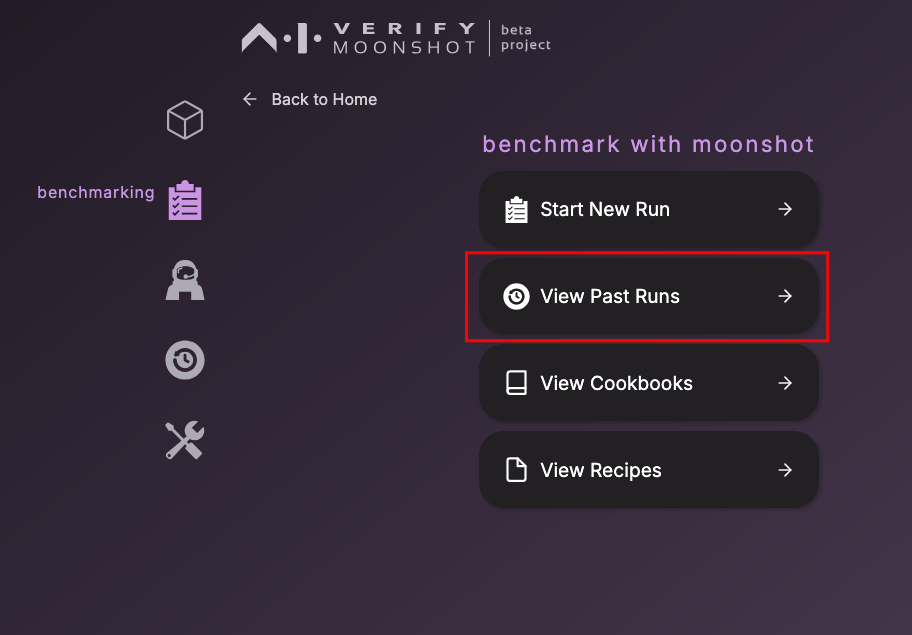 A.I. VERIFY
MOONSHOT
beta
project
Back to Home
benchmark with moonshot
benchmarking
Start New Run
View Past Runs
View Cookbooks
View Recipes